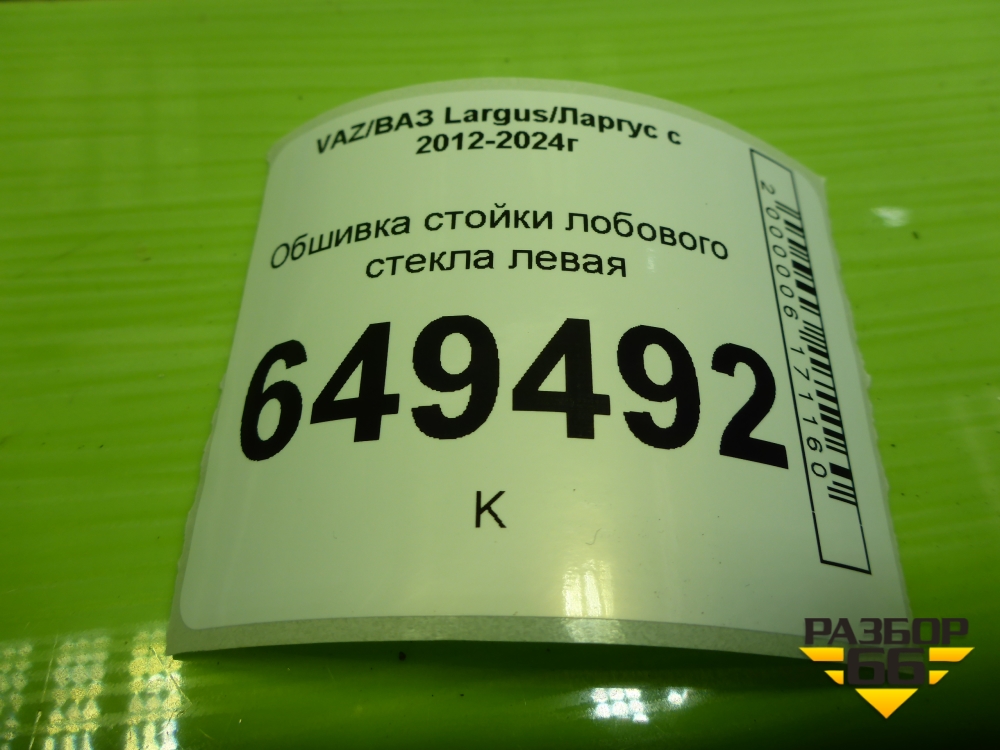 VAZ/ВАЗ Largus/Ларгус с
2012-2024г
Обшивка стойки лобового
стекла левая
649492
К
2000006171160
РАЗБОР
66